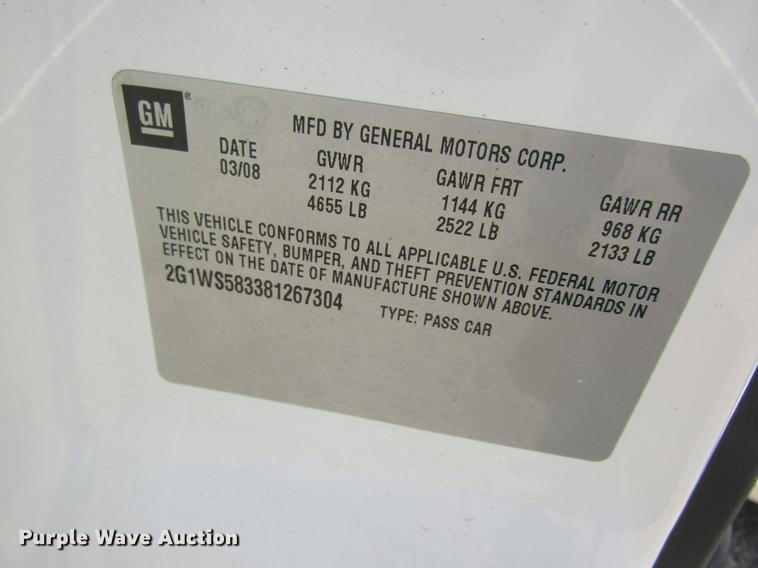 GM®
MFD BY GENERAL MOTORS CORP.
DATE GVWR GAWR FRT GAWR RR
03/08 2112 KG 1144 KG 968 KG
4655 LB 2522 LB 2133 LB
THIS VEHICLE CONFORMS TO ALL APPLICABLE U.S. FEDERAL MOTOR
VEHICLE SAFETY, BUMPER, AND THEFT PREVENTION STANDARDS IN
EFFECT ON THE DATE OF MANUFACTURE SHOWN ABOVE.
2G1WS583381267304 TYPE: PASS CAR
Purple Wave Auction